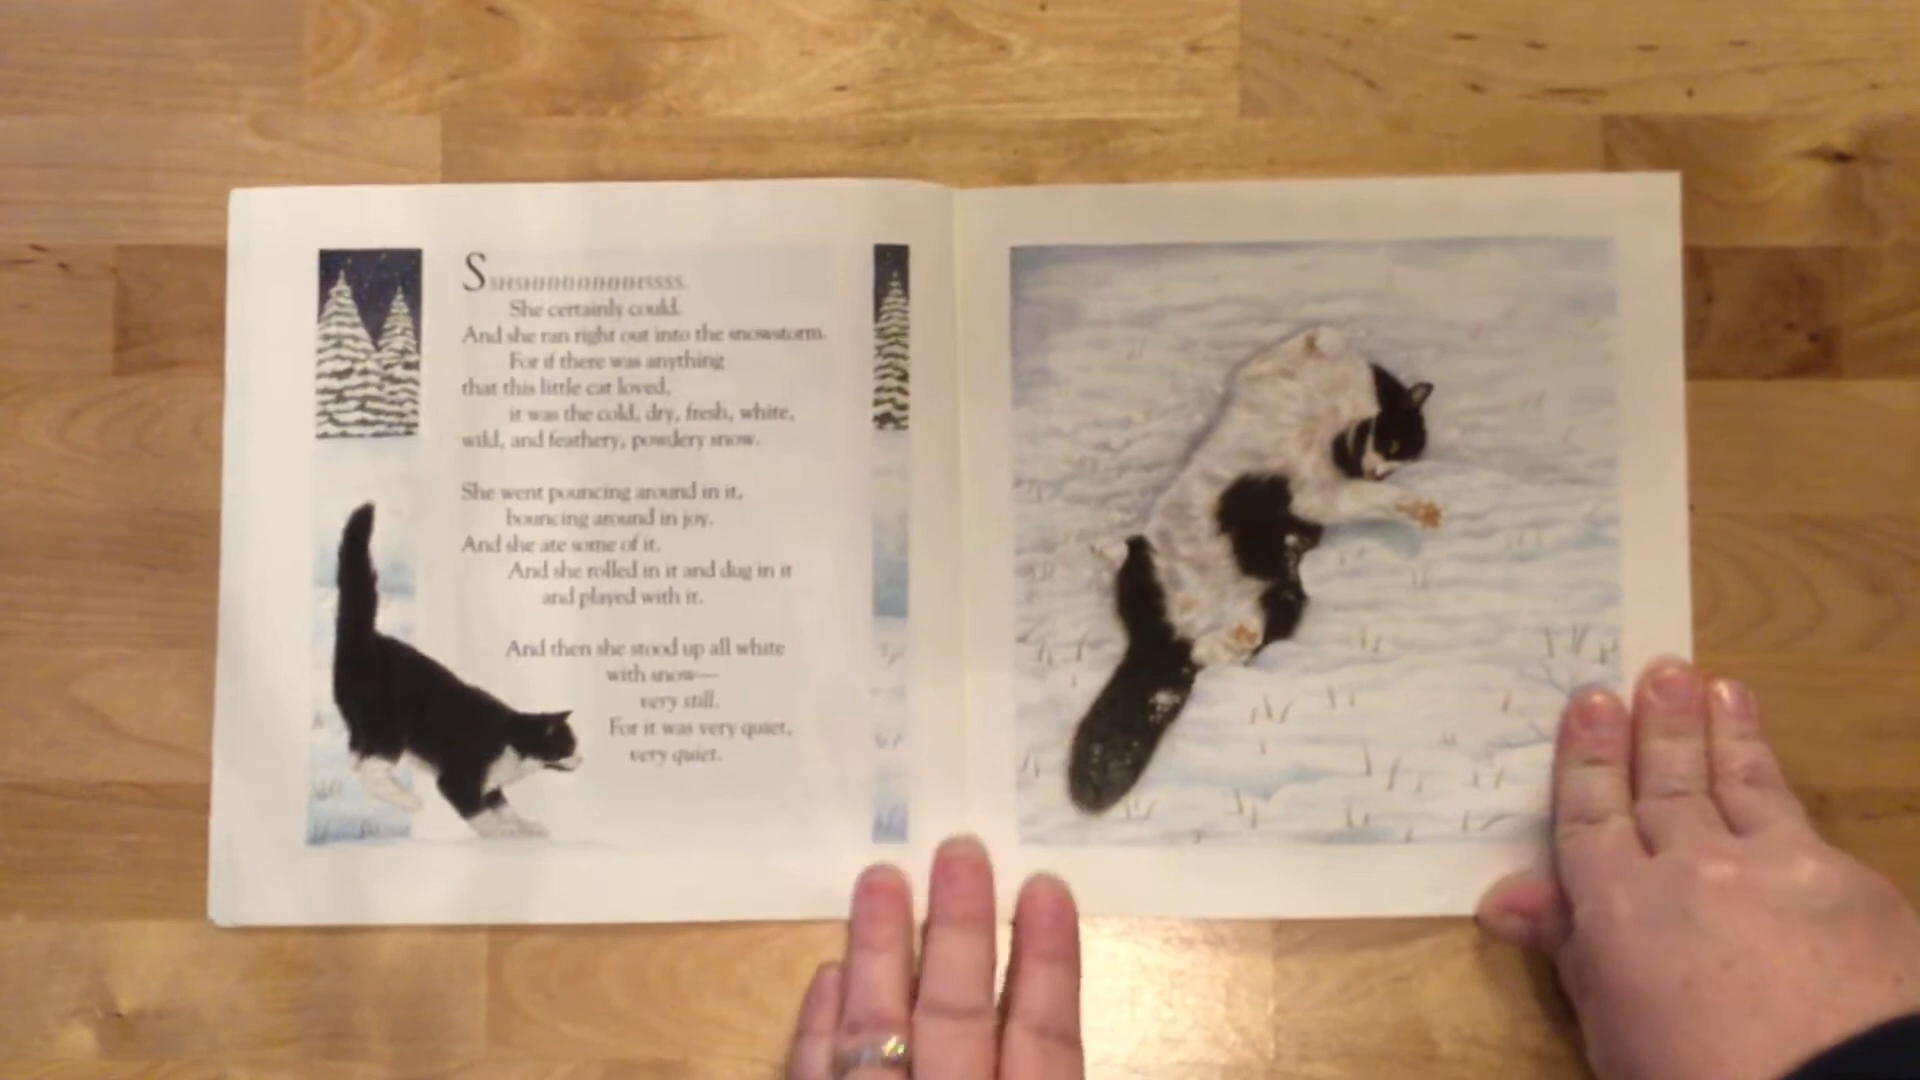 She certainly could.
And she ran right out into the snowstorm.
For if there was anything
that this little cat loved,
it was the cold, dry, fresh, white,
wild, and feathery, powdery snow.
She went pouncing around in it,
bouncing around in joy.
And she ate some of it.
And she rolled in it and dug in it
and played with it.
And then she stood up all white
with snow—
very still.
For it was very quiet,
very quiet.